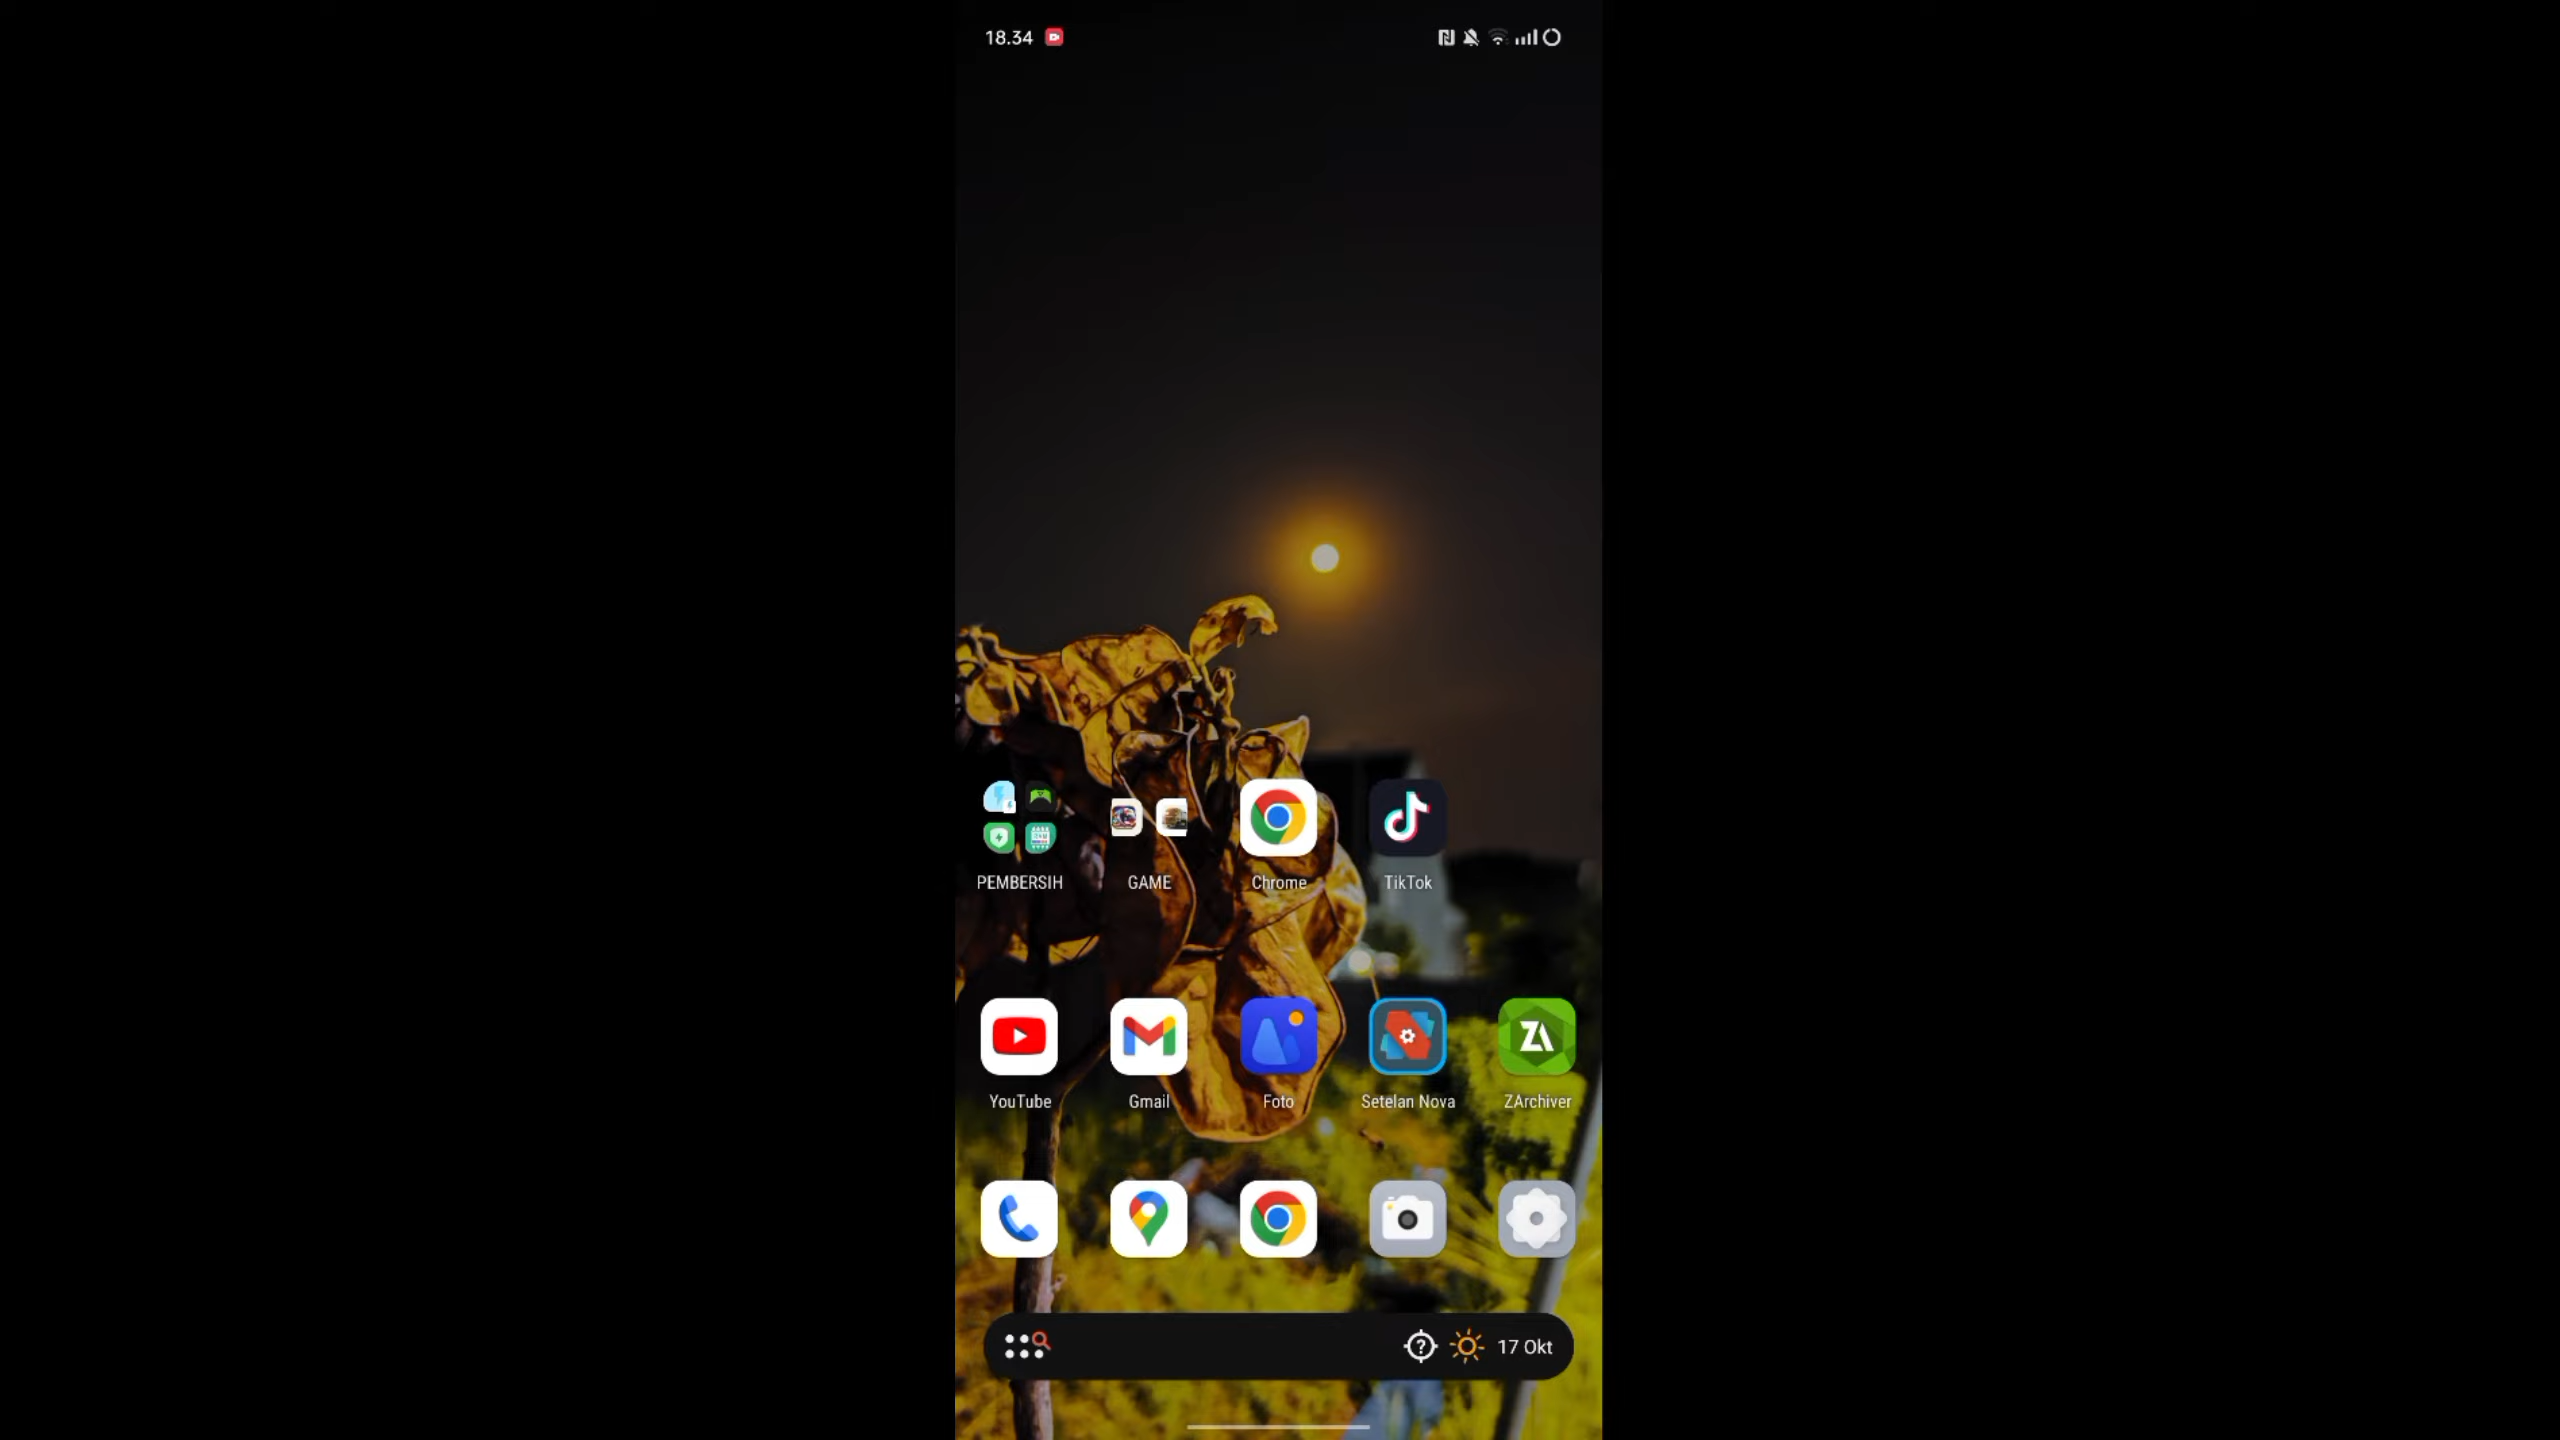 18.34
PEMBERSIH
GAME
Chrome
TikTok
YouTube
Gmail
Foto
Setelan Nova
ZArchiver
17 Okt